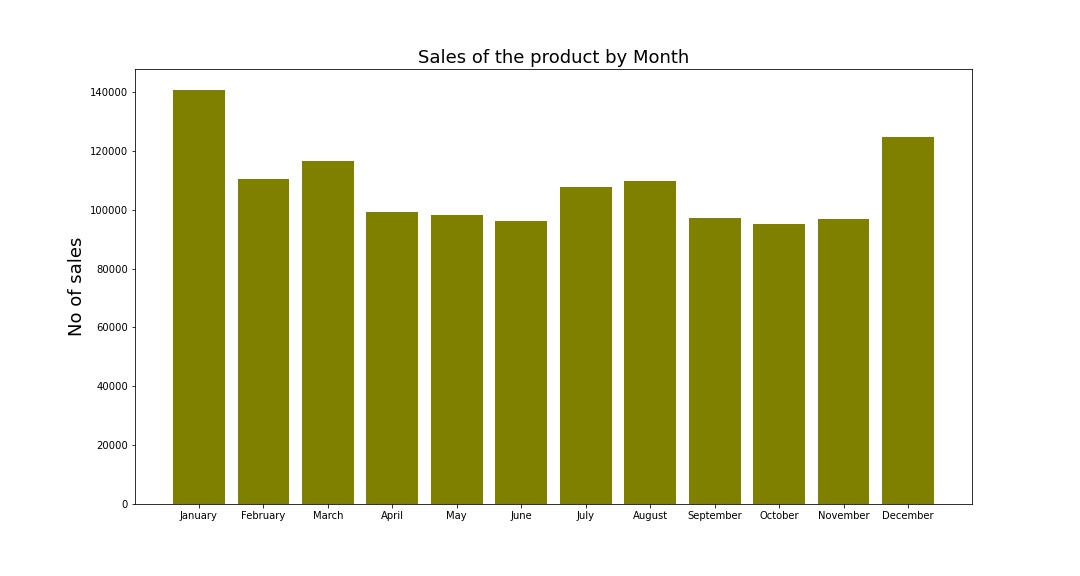 Sales of the product by Month
No of sales
140000
120000
100000
80000
60000
40000
20000
0
January February March April May June July August September October November December